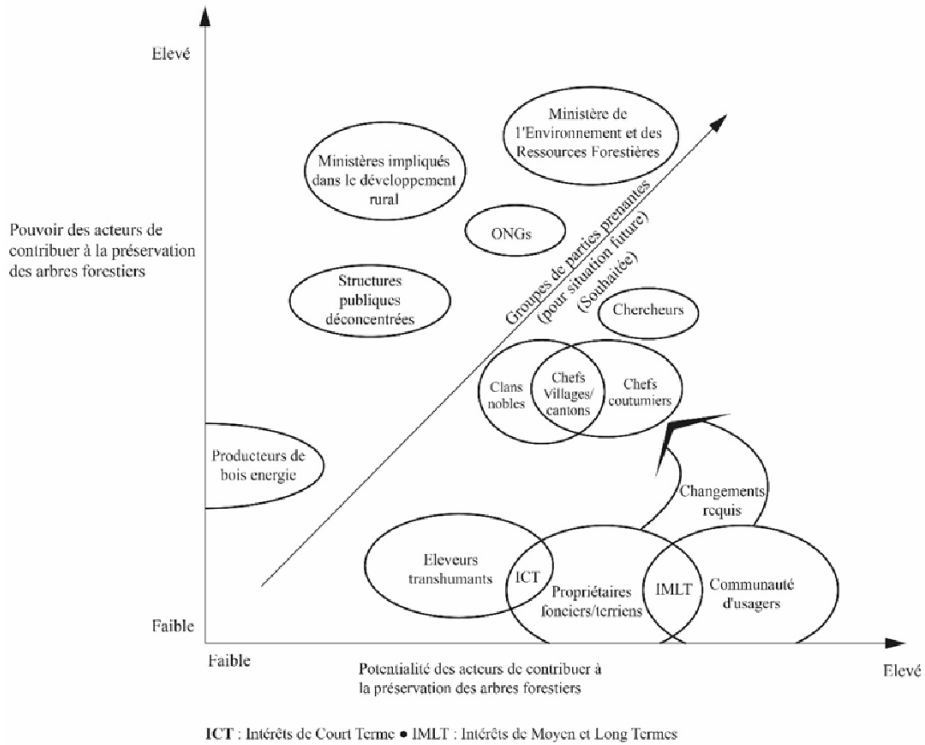 Elevé
Ministère de
l'Environnement et des
Ressources Forestières
Ministères impliqués
dans le développement
rural
Pouvoir des acteurs de
contribuer à la préservation
des arbres forestiers
ONGs
Groupes de parties prenantes
(pour situation future)
(Souhaitée)
Structures
publiques
déconcentrées
Chercheurs
Clans
nobles
Chefs
Villages/
cantons
Chefs
coutumiers
Producteurs de
bois energie
Changements
requis
Eleveurs
transhumants
ICT
Propriétaires
fonciers/terriens
IMLT
Communauté
d'usagers
Faible
Faible
Potentialité des acteurs de contribuer à
la préservation des arbres forestiers
Elevé
ICT : Intérêts de Court Terme ● IMLT : Intérêts de Moyen et Long Termes